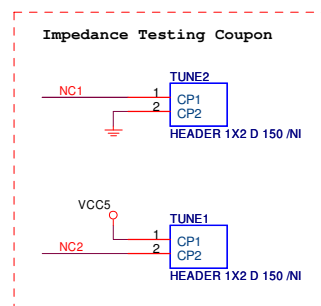 Impedance Testing Coupon
TUNE2
NC1 1 CP1
2 CP2
HEADER 1X2 D 150 /NI
VCC5
TUNE1
1 CP1
NC2 2 CP2
HEADER 1X2 D 150 /NI